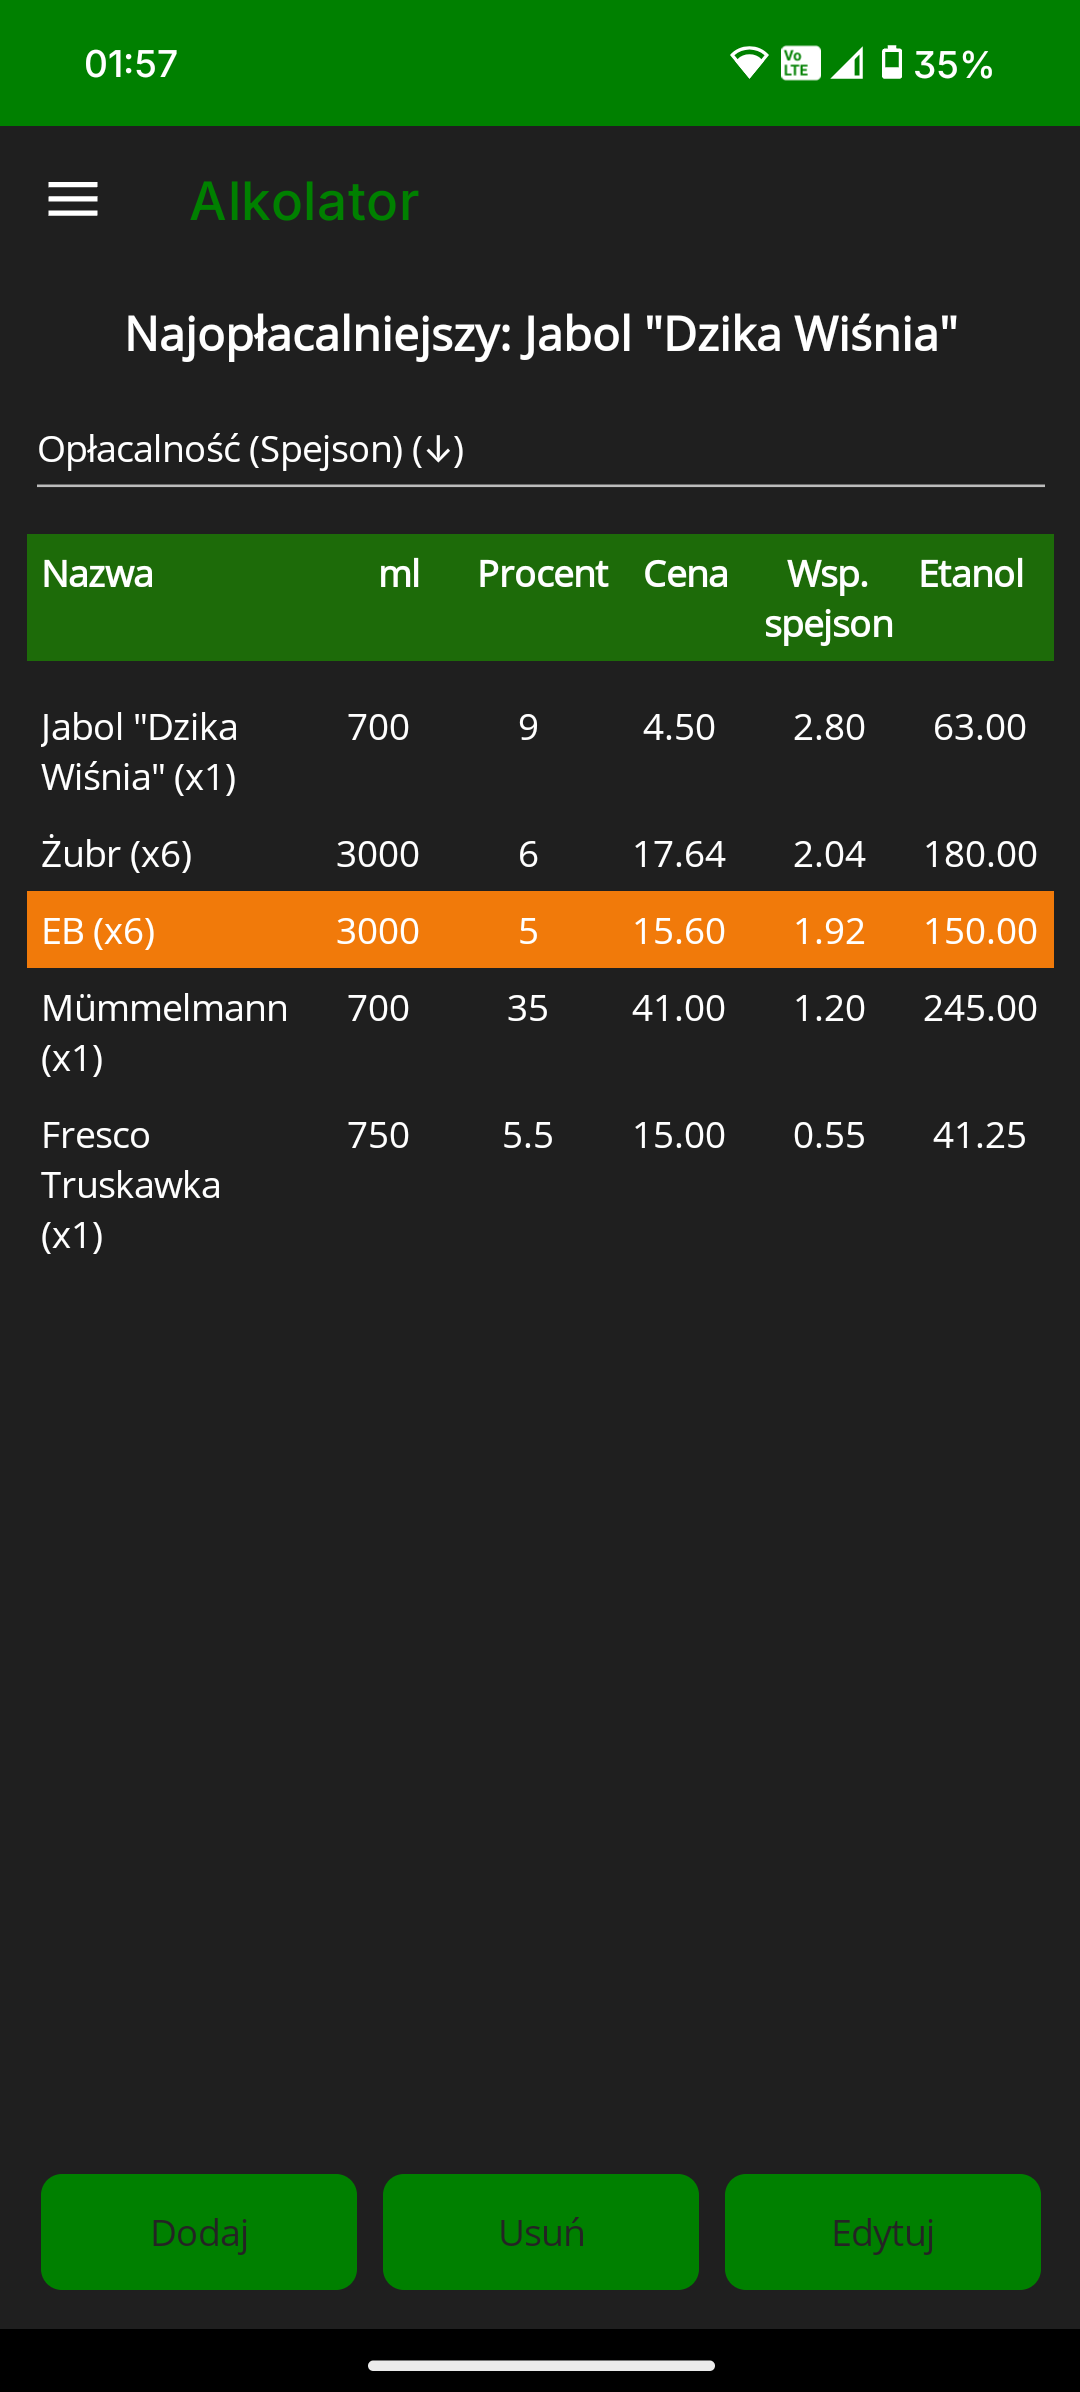 01:57
Vo
LTE
35%
Alkolator
Najopłacalniejszy: Jabol "Dzika Wiśnia"
Opłacalność (Spejson) (↓)
Nazwa ml Procent Cena Wsp. Etanol
spejson
Jabol "Dzika 700 9 4.50 2.80 63.00
Wiśnia" (x1)
Żubr (x6) 3000 6 17.64 2.04 180.00
EB (x6) 3000 5 15.60 1.92 150.00
Mümmelmann 700 35 41.00 1.20 245.00
(x1)
Fresco 750 5.5 15.00 0.55 41.25
Truskawka
(x1)
Dodaj Usuń Edytuj